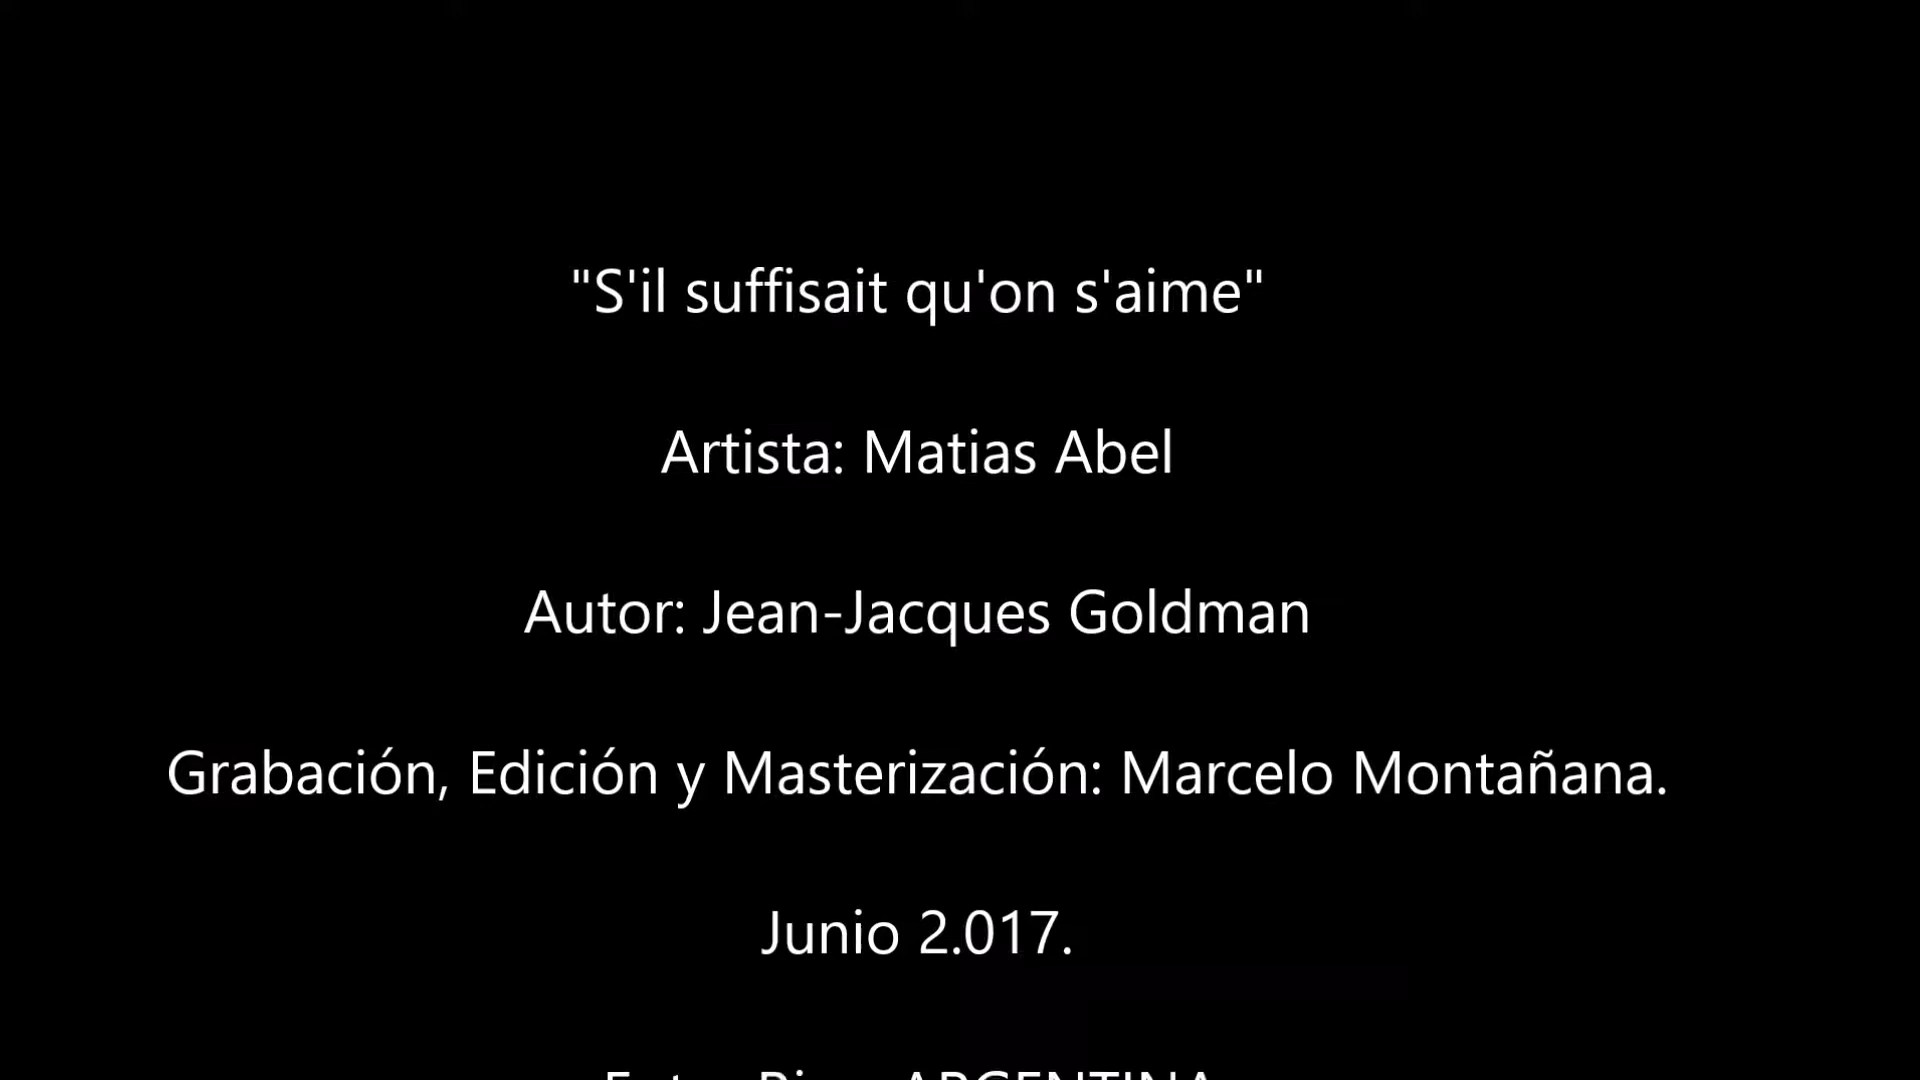 "S'il suffisait qu'on s'aime"
Artista: Matias Abel
Autor: Jean-Jacques Goldman
Grabación, Edición y Masterización: Marcelo Montañana.
Junio 2.017.
ARGENTINA